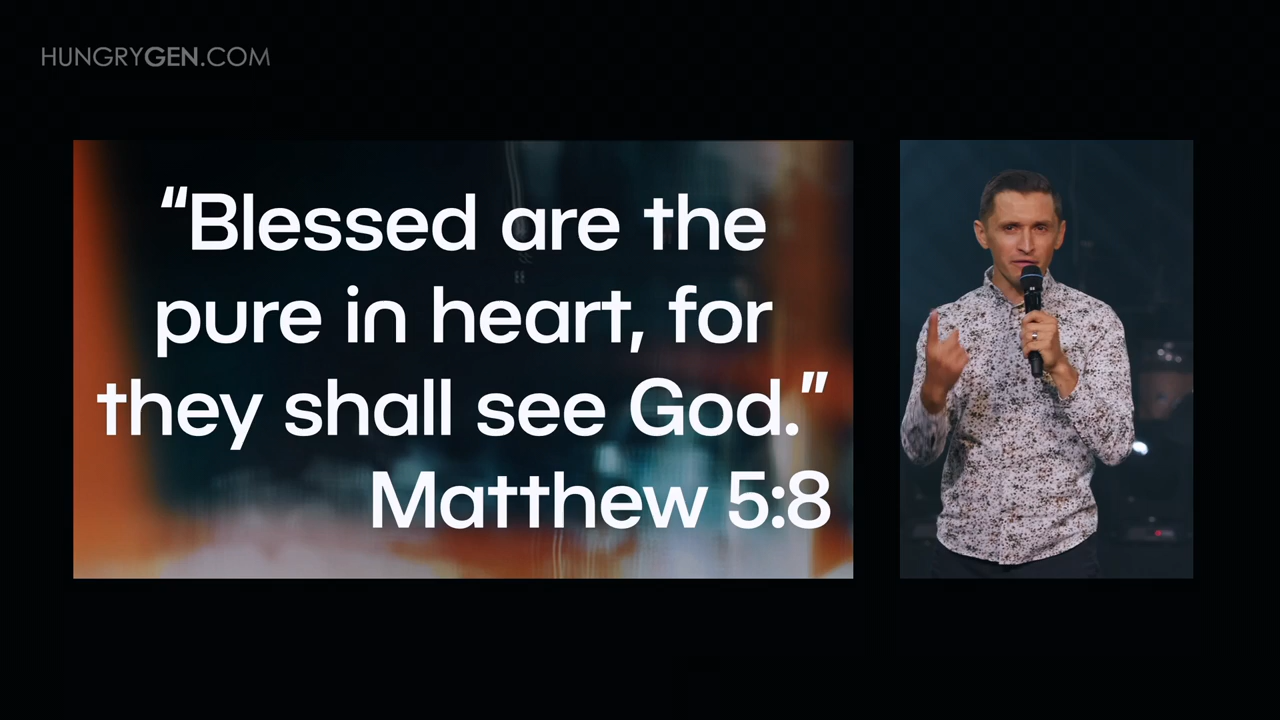 HUNGRYGEN.COM
“Blessed are the
pure in heart, for
they shall see God.”
Matthew 5:8